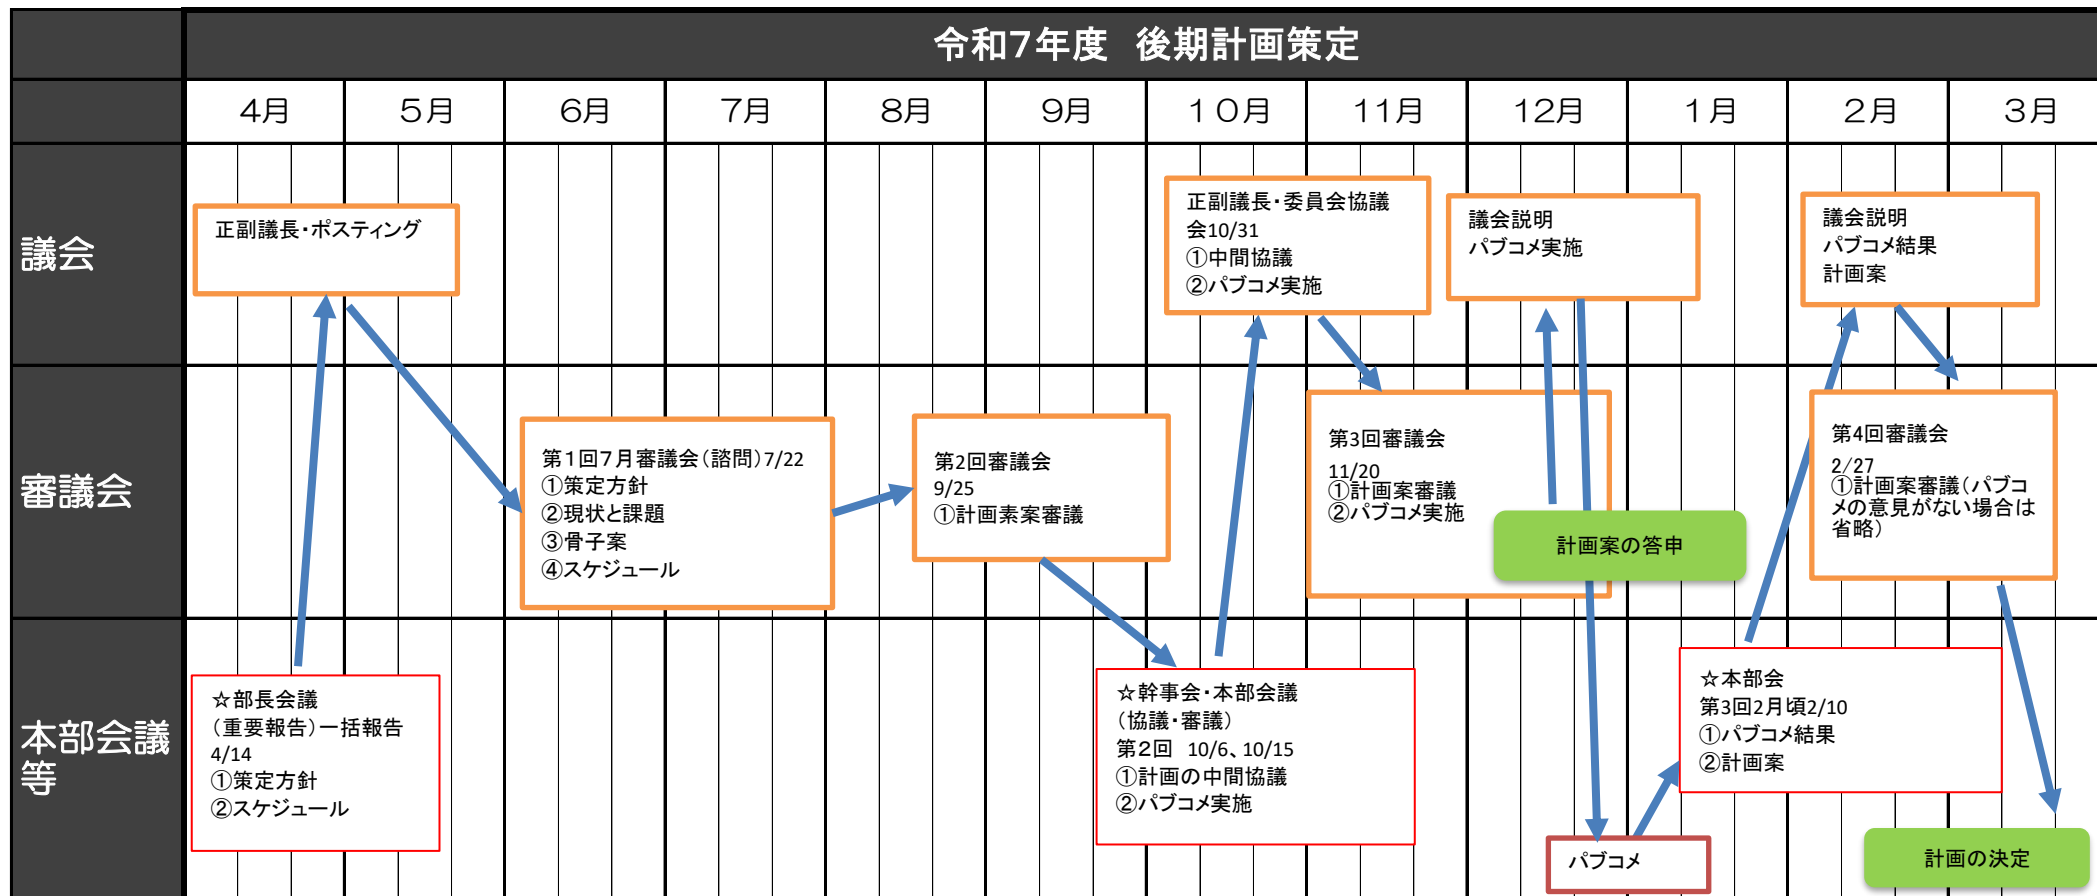 令和7年度　後期計画策定
4月
5月
6月
7月
8月
9月
10月
11月
12月
1月
2月
3月
議会
正副議長・ポスティング
正副議長・委員会協議
会10/31
①中間協議
②パブコメ実施
議会説明
パブコメ実施
議会説明
パブコメ結果
計画案
審議会
第1回7月審議会（諮問）7/22
①策定方針
②現状と課題
③骨子案
④スケジュール
第2回審議会
9/25
①計画素案審議
第3回審議会
11/20
①計画案審議
②パブコメ実施
計画案の答申
第4回審議会
2/27
①計画案審議（パブコ
メの意見がない場合は
省略）
本部会議
等
☆部長会議
（重要報告）一括報告
4/14
①策定方針
②スケジュール
☆幹事会・本部会議
（協議・審議）
第2回　10/6、10/15
①計画の中間協議
②パブコメ実施
☆本部会
第3回2月頃2/10
①パブコメ結果
②計画案
パブコメ
計画の決定